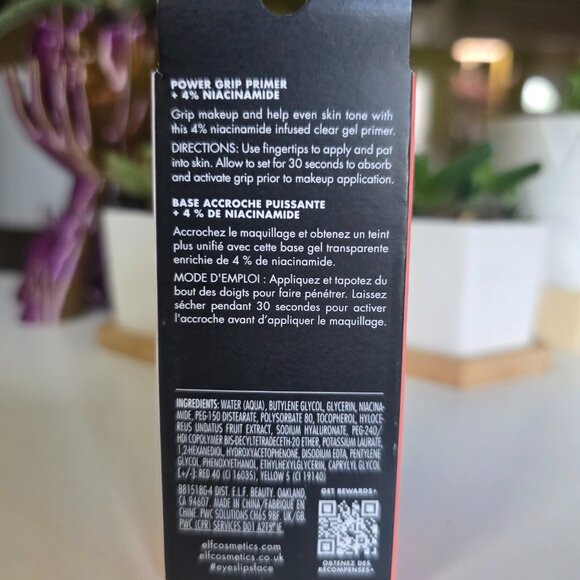 POWER GRIP PRIMER
+ 4% NIACINAMIDE
Grip makeup and help even skin tone with
this 4% niacinamide infused clear gel primer.
DIRECTIONS: Use fingertips to apply and pat
into skin. Allow to set for 30 seconds to absorb
and activate grip prior to makeup application.
BASE ACCROCHE PUISSANTE
+ 4 % DE NIACINAMIDE
Accrochez le maquillage et obtenez un teint
plus unifié avec cette base gel transparente
enrichie de 4 % de niacinamide.
MODE D'EMPLOI : Appliquez et tapotez du
bout des doigts pour faire pénétrer. Laissez
sécher pendant 30 secondes pour activer
l'accroche avant d'appliquer le maquillage.
INGREDIENTS: WATER (AQUA), BUTYLENE GLYCOL, GLYCERIN, NIACINA-
MIDE, PEG-150 DISTEARATE, POLYSORBATE 80, TOCOPHEROL, HYLOCE-
REUS UNDATUS FRUIT EXTRACT, SODIUM HYALURONATE, PEG-240/
HDI COPOLYMER BIS-DECYLTETRADECETH-20 ETHER, POTASSIUM LAURATE,
1,2-HEXANEDIOL, HYDROXYACETOPHENONE, DISODIUM EDTA, PENTYLENE
GLYCOL, PHENOXYETHANOL, ETHYLHEXYLGLYCERIN, CAPRYLYL GLYCOL
[+/-]: RED 40 (CI 16035), YELLOW 5 (CI 19140)
BB151BG-4 DIST. E.L.F. BEAUTY, OAKLAND,
CA 94607. MADE IN CHINA/FABRIQUÉ EN
CHINE. PWC SOLUTIONS CH65 9BF. UK/GB.
PWC (CPR) SERVICES D01 A2T9 IE.
elfcosmetics.com
elfcosmetics.co.uk
#eyeslipsface
GET REWARDS+
OBTENEZ DES
RÉCOMPENSES+